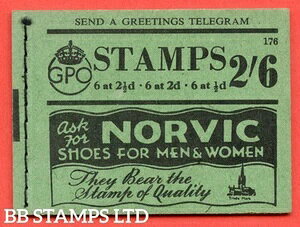 SEND A GREETINGS TELEGRAM
176
GPO
STAMPS 2/6
6 at 2½d · 6 at 2d · 6 at ½d
Ask for NORVIC
SHOES FOR MEN & WOMEN
They Bear the
Stamp of Quality
Trade Mark
BB STAMPS LTD